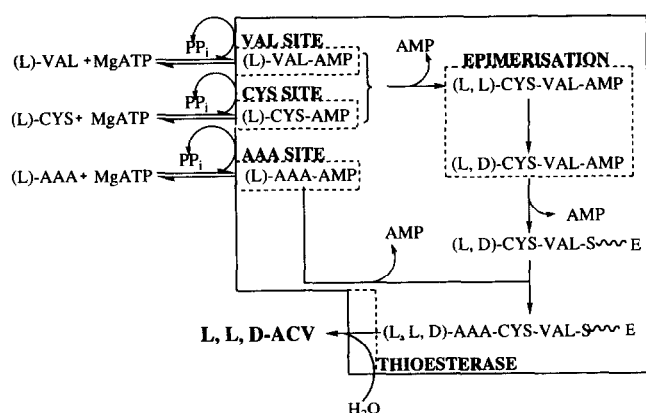 PPi
VAL SITE
(L)-VAL +MgATP
(L)-VAL-AMP
AMP
EPIMERISATION
PPi
CYS SITE
(L, L)-CYS-VAL-AMP
(L)-CYS+ MgATP
(L)-CYS-AMP
PPi
AAA SITE
(L)-AAA+ MgATP
(L)-AAA-AMP
(L, D)-CYS-VAL-AMP
AMP
AMP
(L, D)-CYS-VAL-S E
L, L, D-ACV
(L, L, D)-AAA-CYS-VAL-S E
THIOESTERASE
H2O